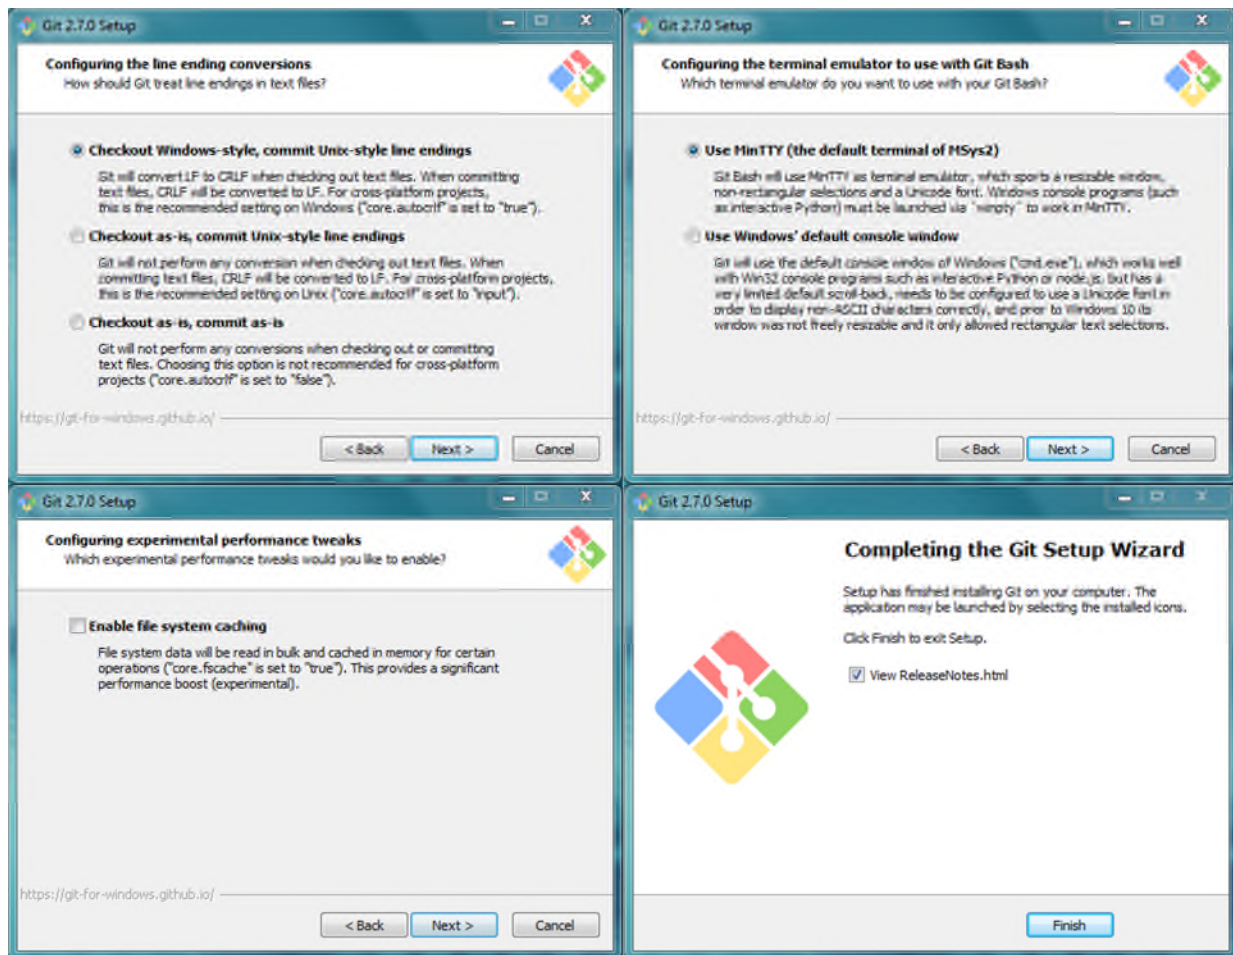 Git 2.7.0 Setup
Configuring the line ending conversions
How should Git treat line endings in text files?
Checkout Windows-style, commit Unix-style line endings
Git will convert LF to CRLF when checking out text files. When committing
text files, CRLF will be converted to LF. For cross-platform projects,
this is the recommended setting on Windows ("core.autocrlf" is set to "true").
Checkout as-is, commit Unix-style line endings
Git will not perform any conversion when checking out text files. When
committing text files, CRLF will be converted to LF. For cross-platform projects,
this is the recommended setting on Unix ("core.autocrlf" is set to "input").
Checkout as-is, commit as-is
Git will not perform any conversions when checking out or committing
text files. Choosing this option is not recommended for cross-platform
projects ("core.autocrlf" is set to "false").
https://git-for-windows.github.io/
< Back Next > Cancel
Git 2.7.0 Setup
Configuring the terminal emulator to use with Git Bash
Which terminal emulator do you want to use with your Git Bash?
Use MinTTY (the default terminal of MSys2)
Git Bash will use MinTTY as terminal emulator, which sports a resizable window,
non-rectangular selections and a Unicode font. Windows console programs (such
as interactive Python) must be launched via `winpty` to work in MinTTY.
Use Windows' default console window
Git will use the default console window of Windows ("cmd.exe"), which works well
with Win32 console programs such as interactive Python or node.js, but has a
very limited default scroll-back, needs to be configured to use a Unicode font in
order to display non-ASCII characters correctly, and prior to Windows 10 its
window was not freely resizable and it only allowed rectangular text selections.
https://git-for-windows.github.io/
< Back Next > Cancel
Git 2.7.0 Setup
Configuring experimental performance tweaks
Which experimental performance tweaks would you like to enable?
Enable file system caching
File system data will be read in bulk and cached in memory for certain
operations ("core.fscache" is set to "true"). This provides a significant
performance boost (experimental).
https://git-for-windows.github.io/
< Back Next > Cancel
Git 2.7.0 Setup
Completing the Git Setup Wizard
Setup has finished installing Git on your computer. The
application may be launched by selecting the installed icons.
Click Finish to exit Setup.
View ReleaseNotes.html
Finish